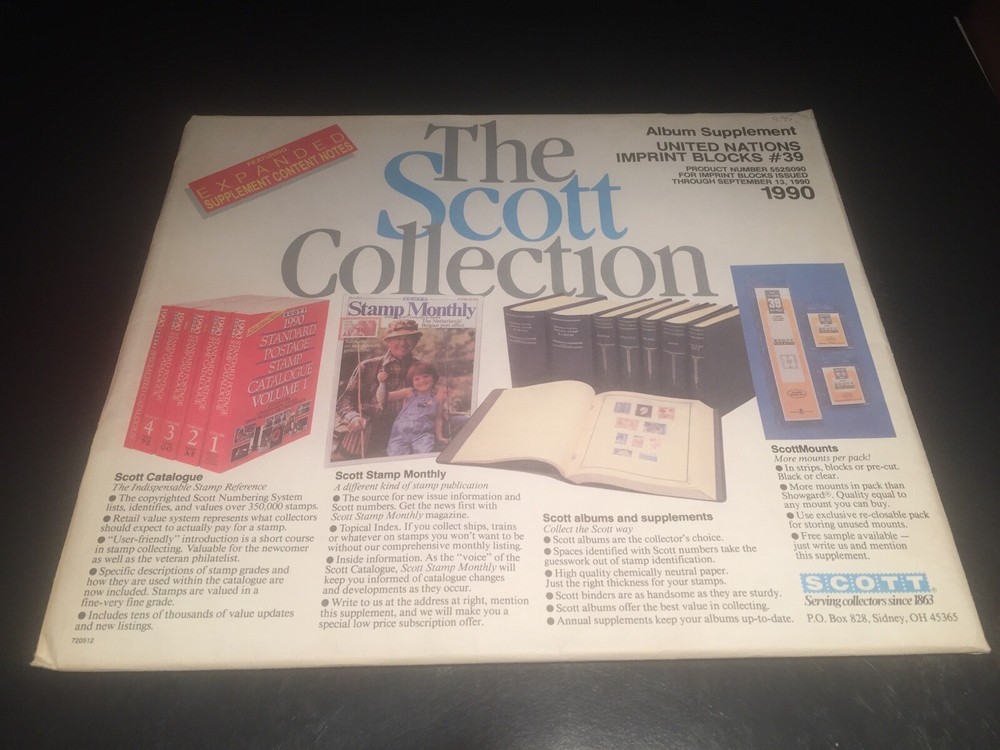 FEATURING
EXPANDED
SUPPLEMENT CONTENT NOTES
The
Scott
Collection
Album Supplement
UNITED NATIONS
IMPRINT BLOCKS #39
PRODUCT NUMBER 552S090
FOR IMPRINT BLOCKS ISSUED
THROUGH SEPTEMBER 13, 1990
1990
SCOTT
1990
STANDARD
POSTAGE
STAMP
CATALOGUE
VOLUME 1
4
3
2
1
Stamp Monthly
The Netherlands'
39
Scott Catalogue
The Indispensable Stamp Reference
● The copyrighted Scott Numbering System
lists, identifies, and values over 350,000 stamps.
● Retail value system represents what collectors
should expect to actually pay for a stamp.
● "User-friendly" introduction is a short course
in stamp collecting. Valuable for the newcomer
as well as the veteran philatelist.
● Specific descriptions of stamp grades and
how they are used within the catalogue are
now included. Stamps are valued in a
fine-very fine grade.
● Includes tens of thousands of value updates
and new listings.
720512
Scott Stamp Monthly
A different kind of stamp publication
● The source for new issue information and
Scott numbers. Get the news first with
Scott Stamp Monthly magazine.
● Topical Index. If you collect ships, trains
or whatever on stamps you won't want to be
without our comprehensive monthly listing.
● Inside information. As the "voice" of the
Scott Catalogue, Scott Stamp Monthly will
keep you informed of catalogue changes
and developments as they occur.
● Write to us at the address at right, mention
this supplement, and we will make you a
special low price subscription offer.
Scott albums and supplements
Collect the Scott way
● Scott albums are the collector's choice.
● Spaces identified with Scott numbers take the
guesswork out of stamp identification.
● High quality chemically neutral paper.
Just the right thickness for your stamps.
● Scott binders are as handsome as they are sturdy.
● Scott albums offer the best value in collecting.
● Annual supplements keep your albums up-to-date.
ScottMounts
More mounts per pack!
● In strips, blocks or pre-cut.
Black or clear.
● More mounts in pack than
Showgard®. Quality equal to
any mount you can buy.
● Use exclusive re-closable pack
for storing unused mounts.
● Free sample available —
just write us and mention
this supplement.
SCOTT®
Serving collectors since 1863
P.O. Box 828, Sidney, OH 45365